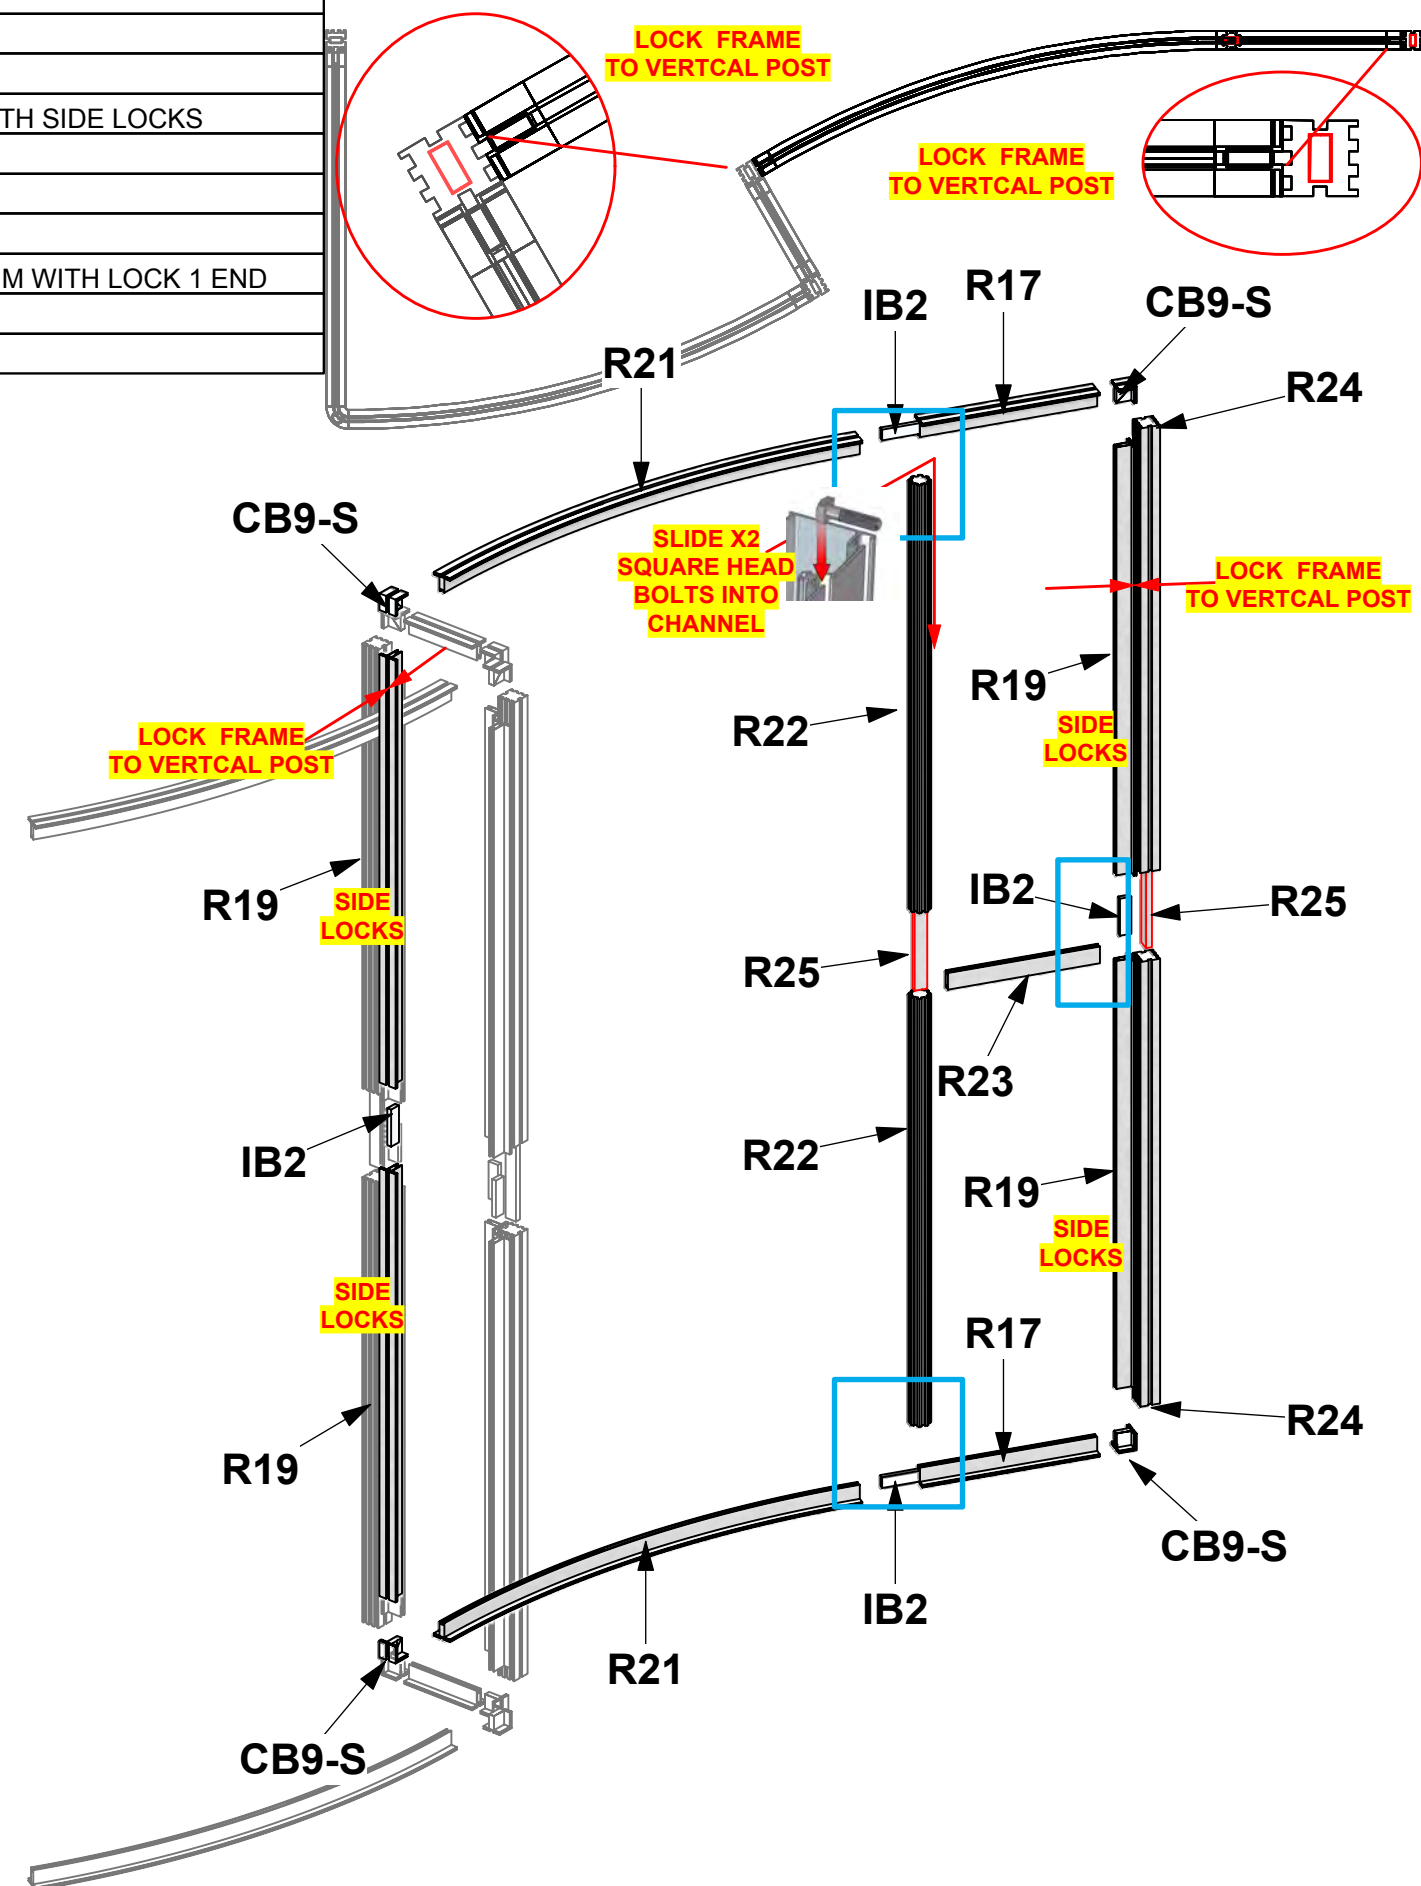 TH SIDE LOCKS
M WITH LOCK 1 END
LOCK FRAME
TO VERTCAL POST
LOCK FRAME
TO VERTCAL POST
R17
IB2
CB9-S
R21
R24
CB9-S
SLIDE X2
SQUARE HEAD
BOLTS INTO
CHANNEL
LOCK FRAME
TO VERTCAL POST
R19
R22
SIDE
LOCKS
LOCK FRAME
TO VERTCAL POST
R19
SIDE
LOCKS
IB2
R25
R25
R23
IB2
R22
R19
SIDE
LOCKS
SIDE
LOCKS
R17
R19
R24
CB9-S
IB2
R21
CB9-S